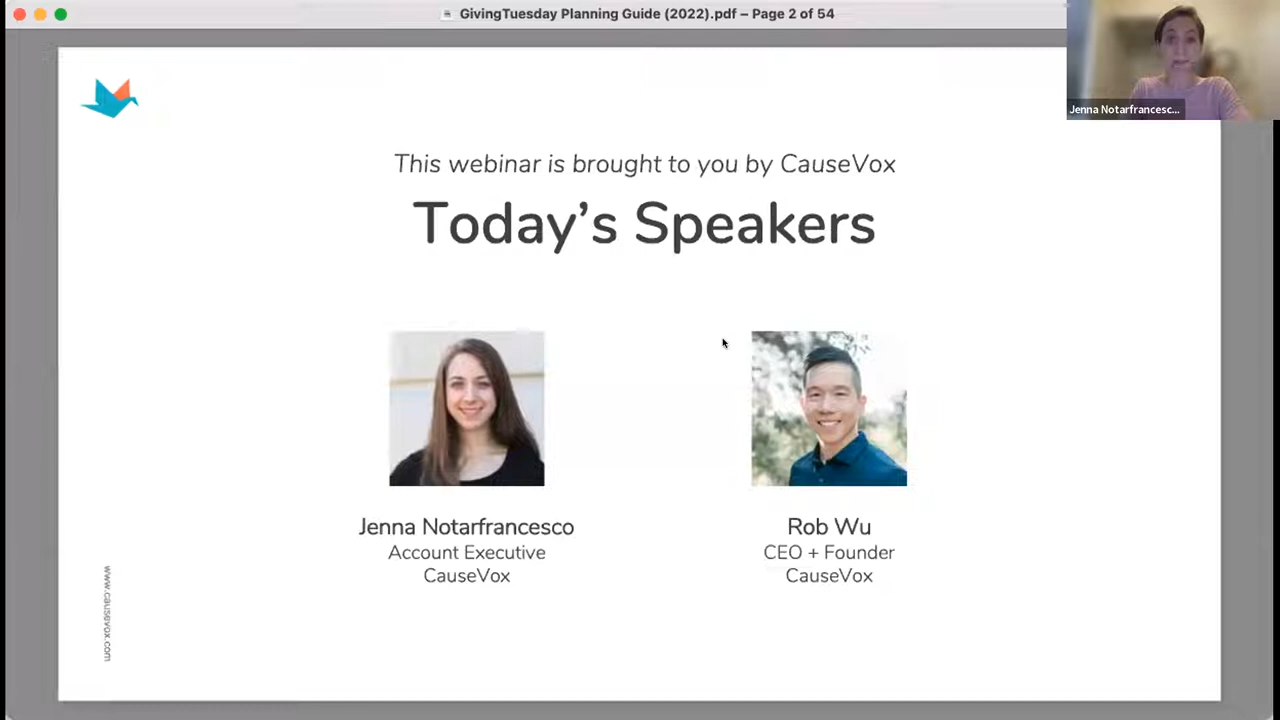 GivingTuesday Planning Guide (2022).pdf – Page 2 of 54
Jenna Notarfrancesc...
This webinar is brought to you by CauseVox
Today's Speakers
Jenna Notarfrancesco
Account Executive
CauseVox
Rob Wu
CEO + Founder
CauseVox
www.causevox.com